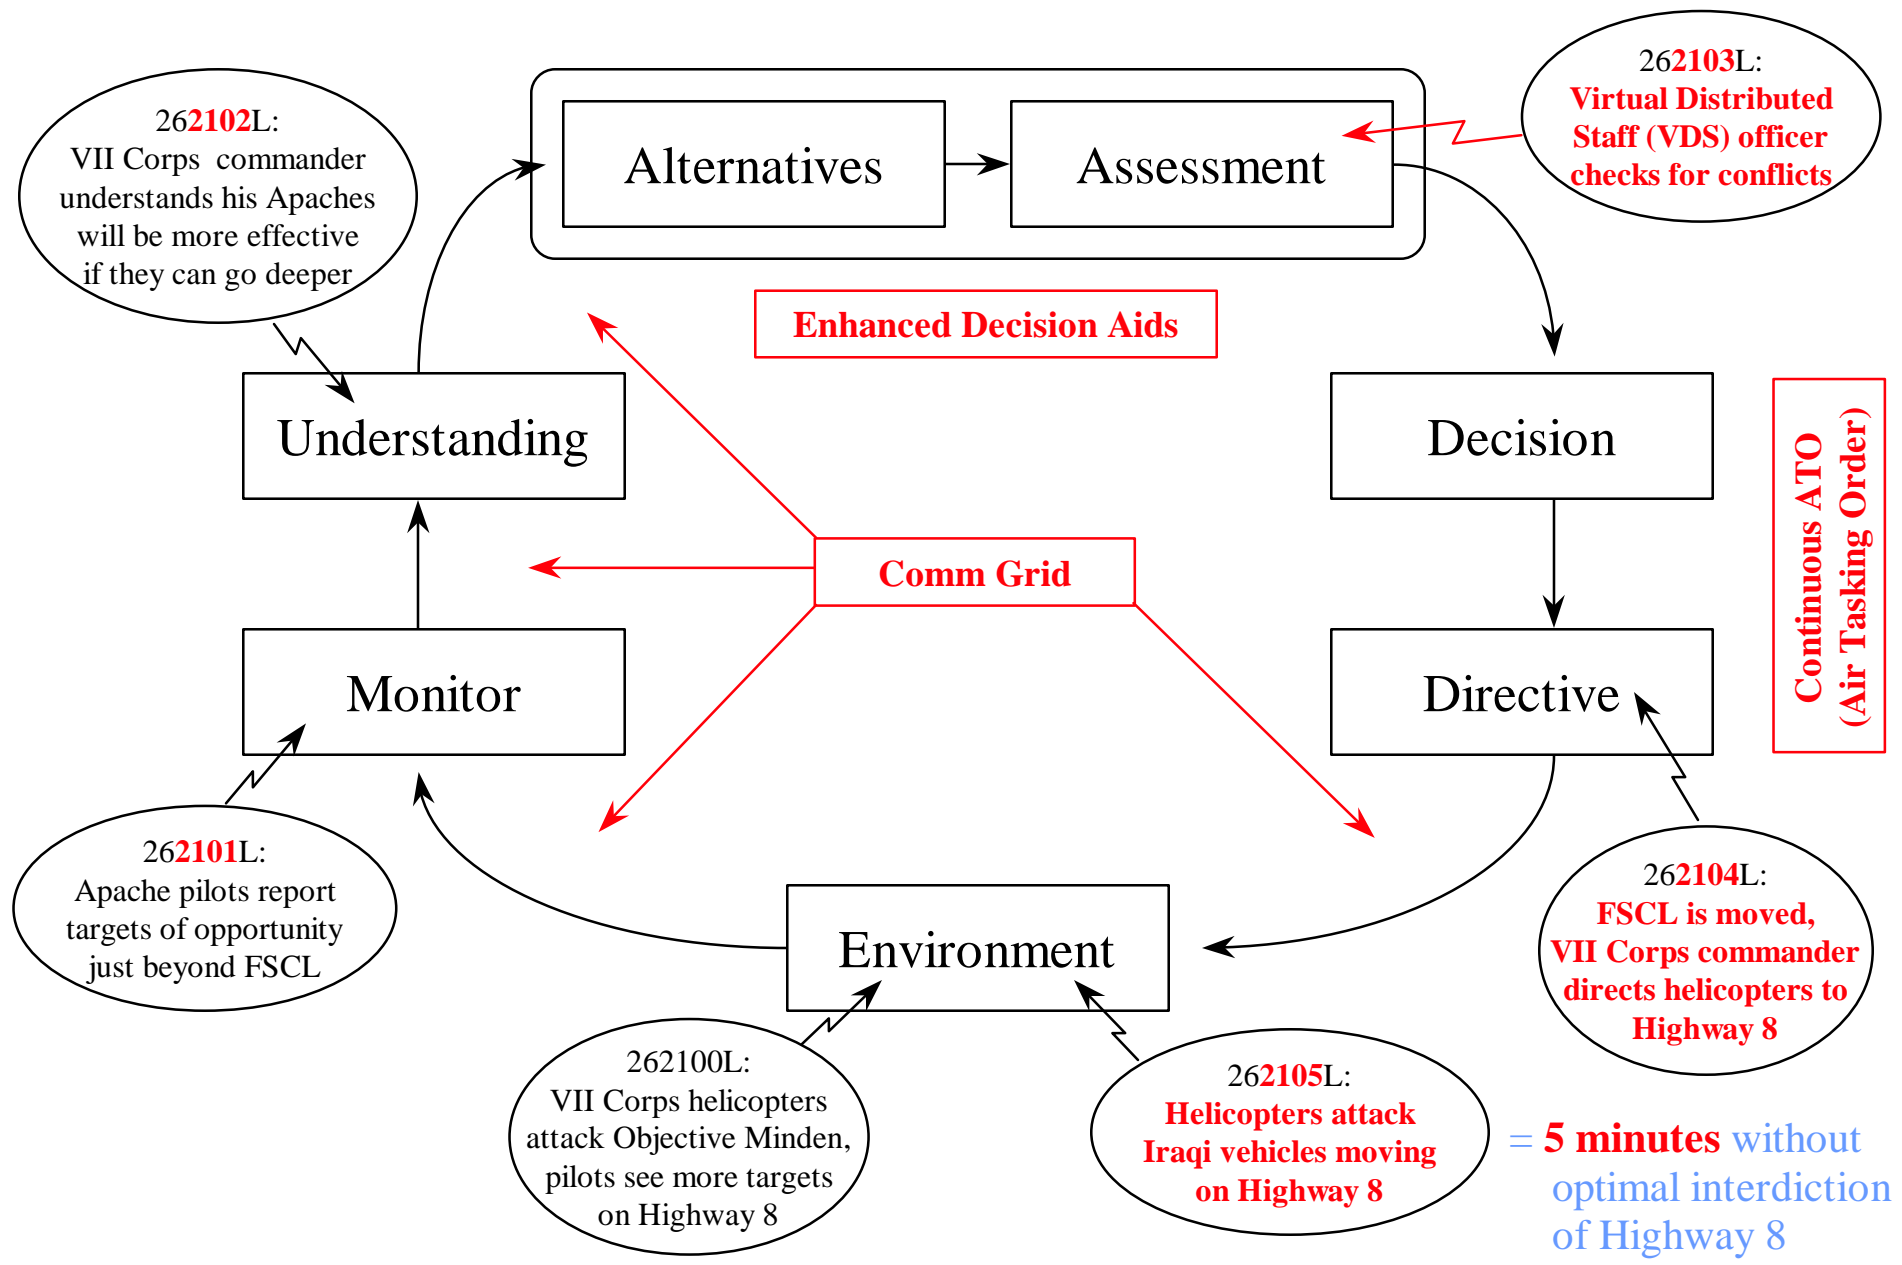 262102L:
VII Corps commander
understands his Apaches
will be more effective
if they can go deeper
Alternatives
Assessment
262103L:
Virtual Distributed
Staff (VDS) officer
checks for conflicts
Enhanced Decision Aids
Understanding
Decision
Continuous ATO
(Air Tasking Order)
Comm Grid
Monitor
Directive
262101L:
Apache pilots report
targets of opportunity
just beyond FSCL
Environment
262104L:
FSCL is moved,
VII Corps commander
directs helicopters to
Highway 8
262100L:
VII Corps helicopters
attack Objective Minden,
pilots see more targets
on Highway 8
262105L:
Helicopters attack
Iraqi vehicles moving
on Highway 8
= 5 minutes without
optimal interdiction
of Highway 8